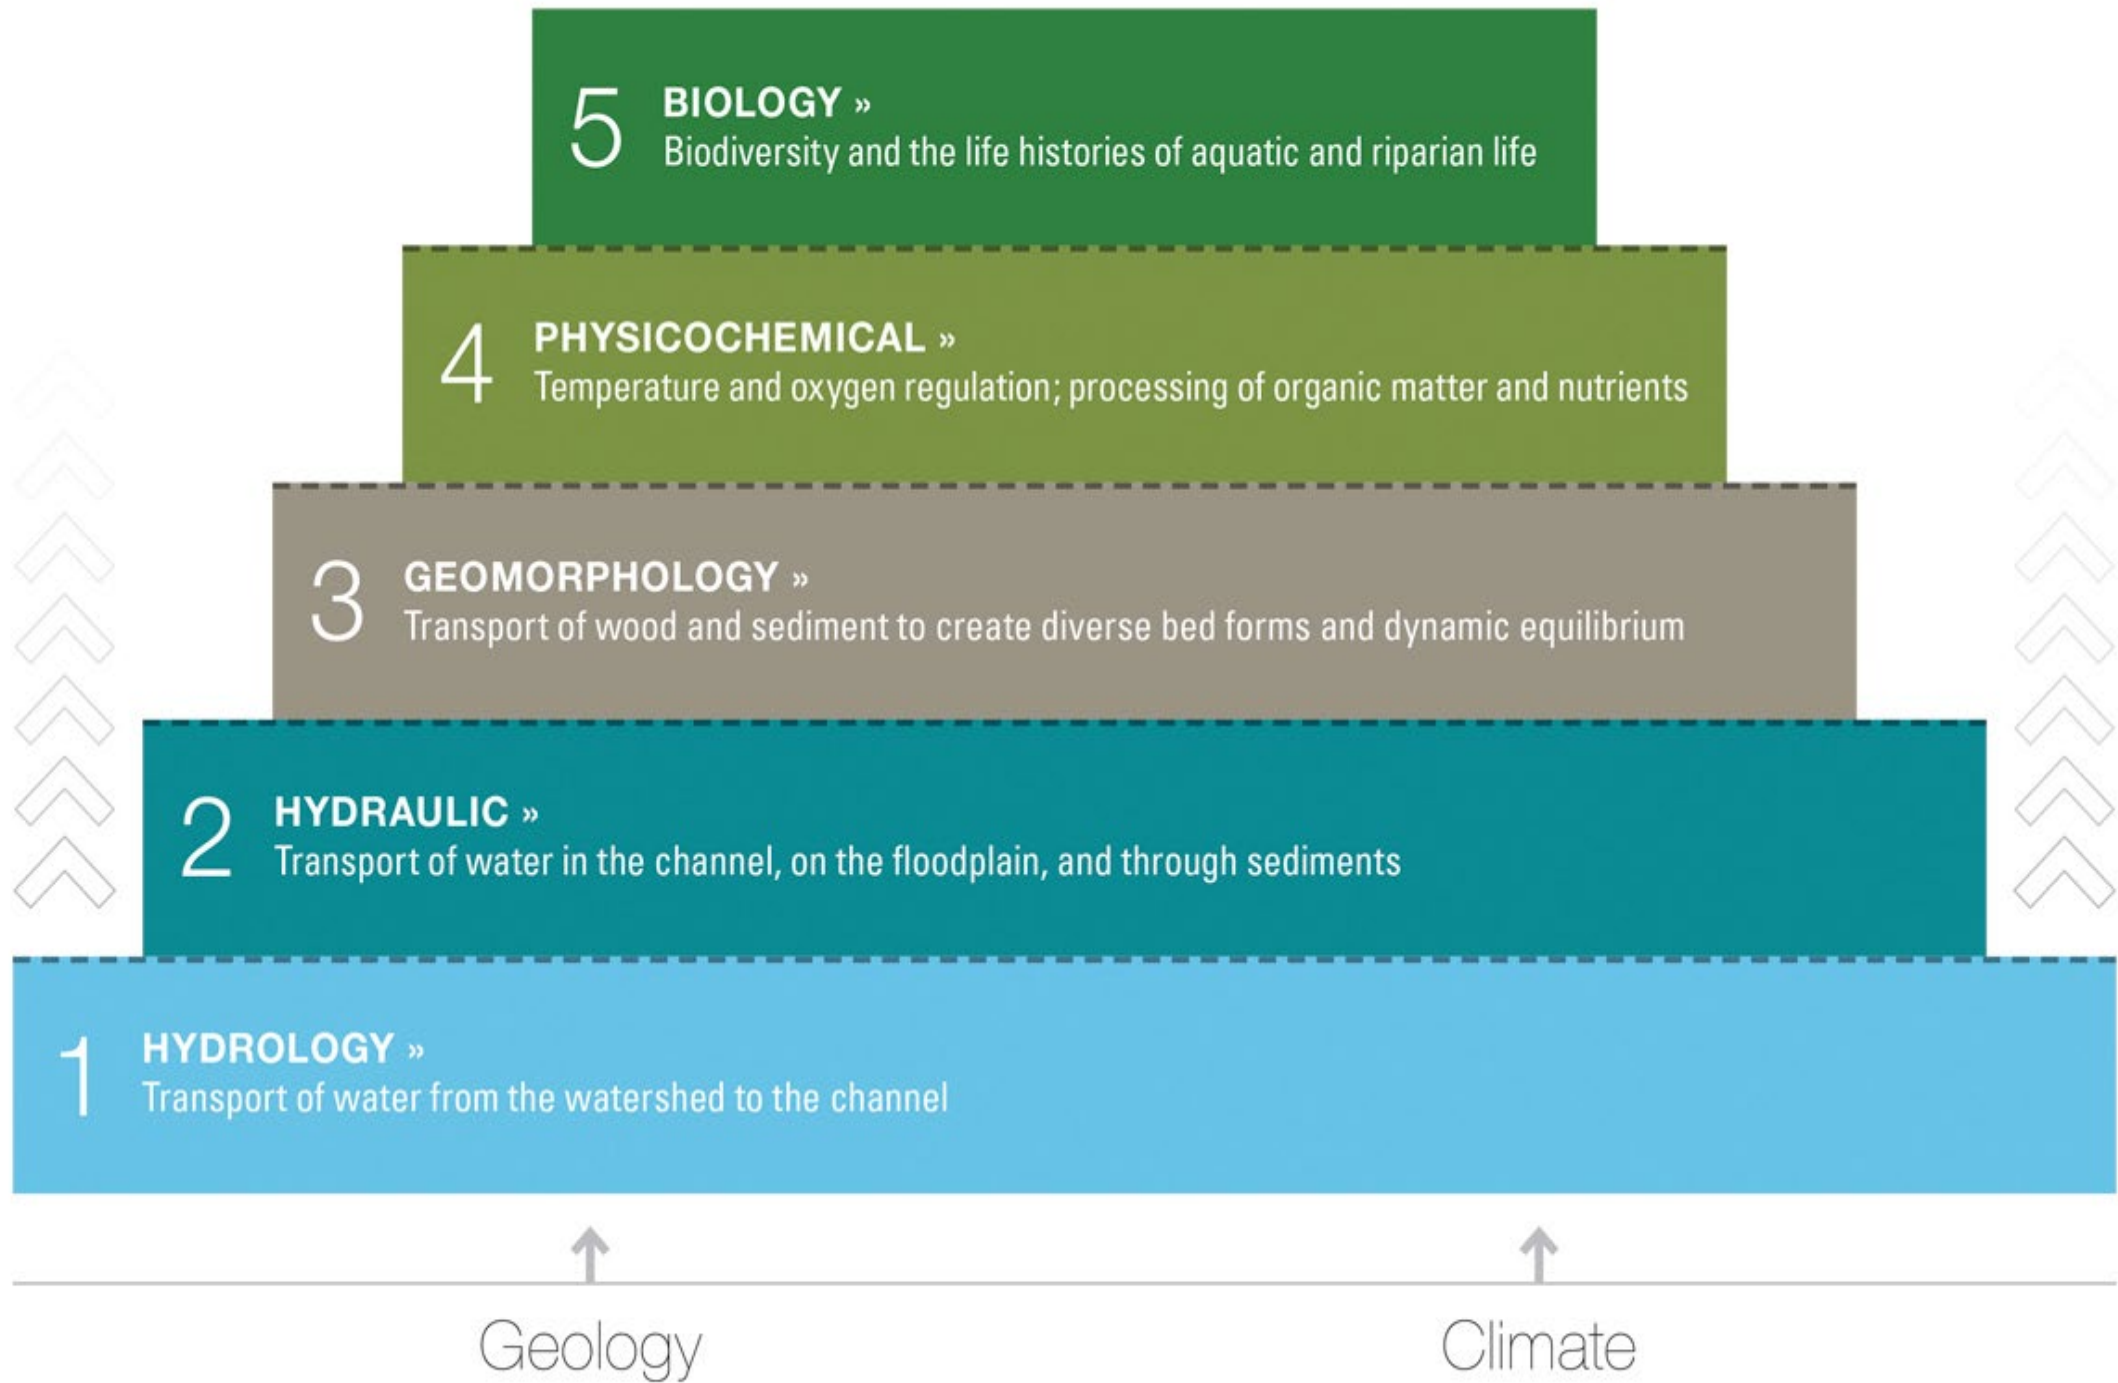 5
BIOLOGY »
Biodiversity and the life histories of aquatic and riparian life
4
PHYSICOCHEMICAL »
Temperature and oxygen regulation; processing of organic matter and nutrients
3
GEOMORPHOLOGY »
Transport of wood and sediment to create diverse bed forms and dynamic equilibrium
2
HYDRAULIC »
Transport of water in the channel, on the floodplain, and through sediments
1
HYDROLOGY »
Transport of water from the watershed to the channel
Geology
Climate